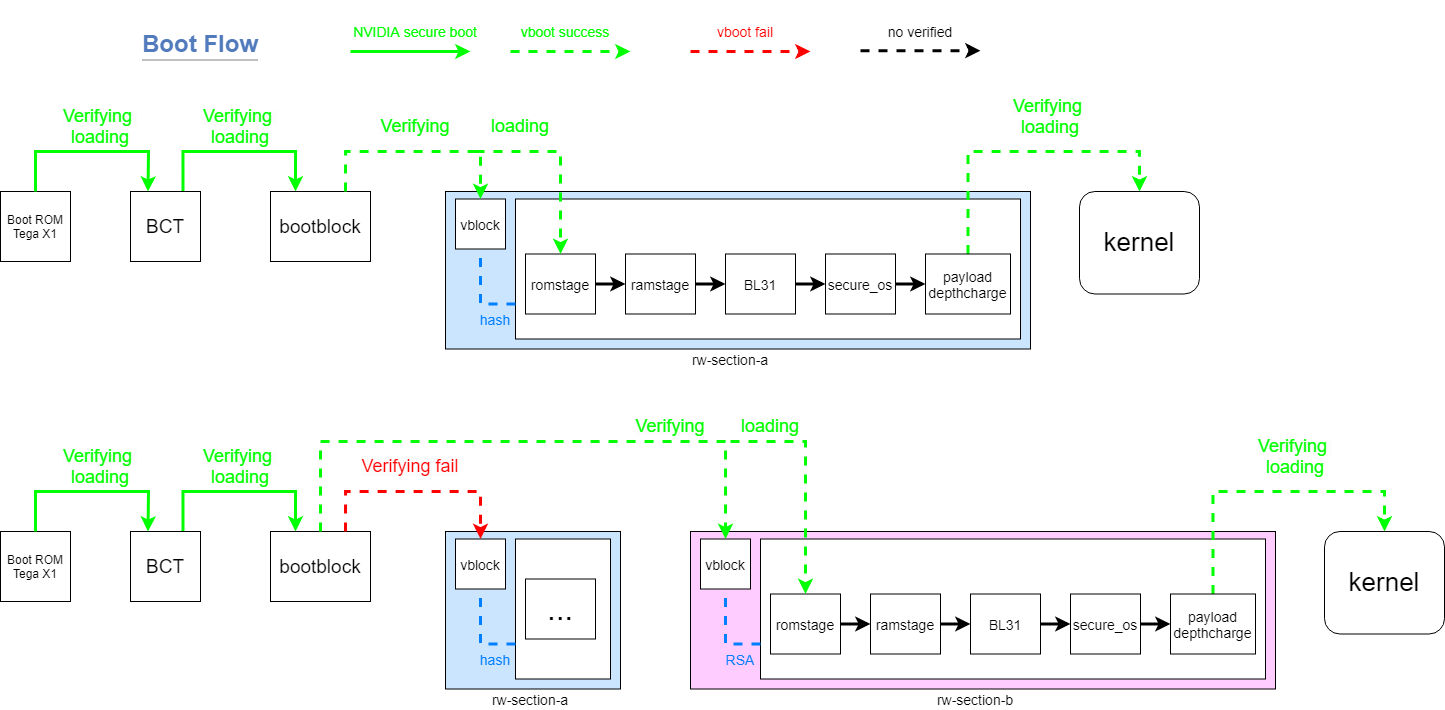 Boot Flow
NVIDIA secure boot
vboot success
vboot fail
no verified
Verifying
loading
Verifying
loading
Verifying
loading
Verifying
loading
Boot ROM
Tega X1
BCT
bootblock
vblock
hash
romstage
ramstage
BL31
secure_os
payload
depthcharge
kernel
rw-section-a
Verifying
loading
Verifying
loading
Verifying fail
Verifying
loading
Verifying
loading
Boot ROM
Tega X1
BCT
bootblock
vblock
hash
...
rw-section-a
vblock
RSA
romstage
ramstage
BL31
secure_os
payload
depthcharge
kernel
rw-section-b